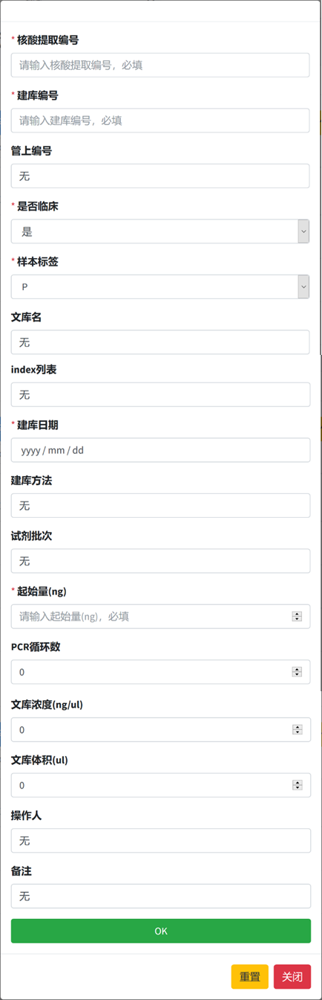 * 核酸提取编号
请输入核酸提取编号，必填
* 建库编号
请输入建库编号，必填
管上编号
无
* 是否临床
是
* 样本标签
P
文库名
无
index列表
无
* 建库日期
yyyy / mm / dd
建库方法
无
试剂批次
无
* 起始量(ng)
请输入起始量(ng)，必填
PCR循环数
0
文库浓度(ng/ul)
0
文库体积(ul)
0
操作人
无
备注
无
OK
重置 关闭